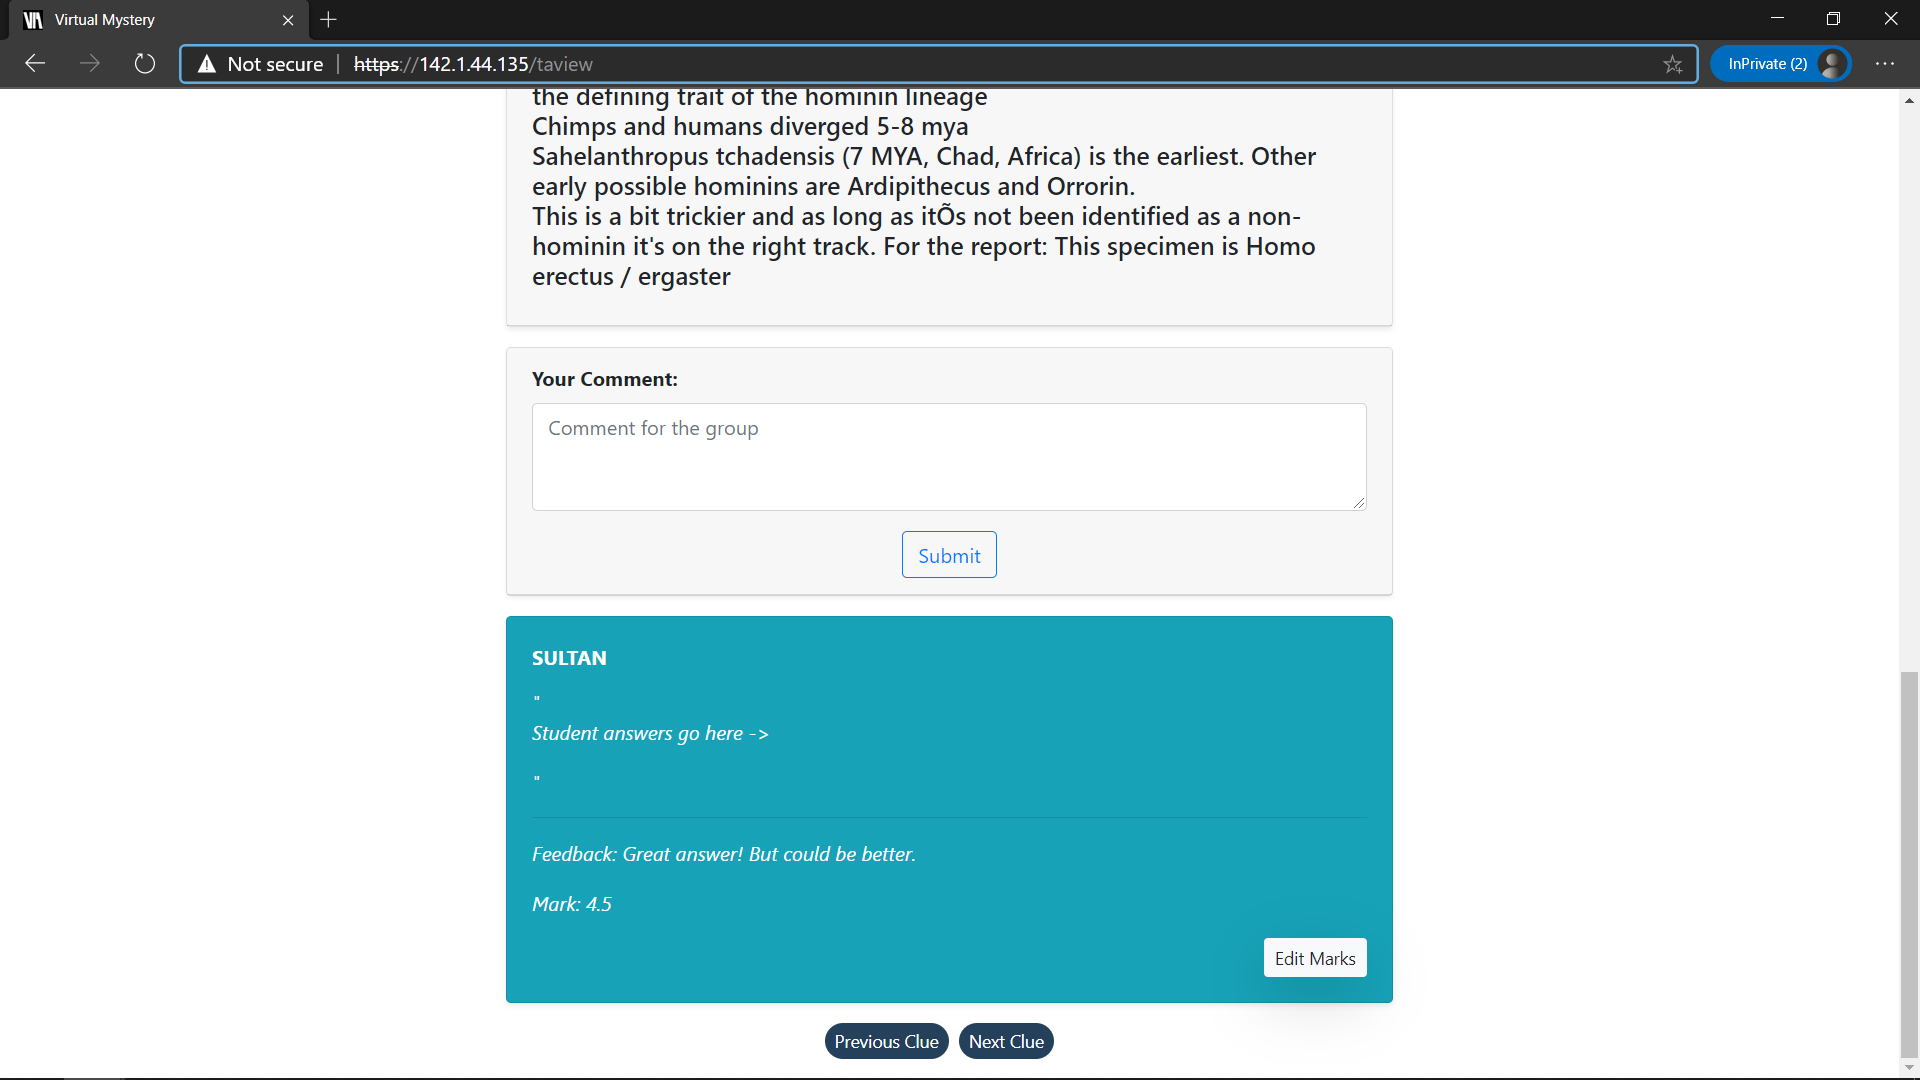 Virtual Mystery
Not secure
https://142.1.44.135/taview
InPrivate (2)
the defining trait of the hominin lineage
Chimps and humans diverged 5-8 mya
Sahelanthropus tchadensis (7 MYA, Chad, Africa) is the earliest. Other
early possible hominins are Ardipithecus and Orrorin.
This is a bit trickier and as long as itÕs not been identified as a non-
hominin it's on the right track. For the report: This specimen is Homo
erectus / ergaster
Your Comment:
Comment for the group
Submit
SULTAN
"
Student answers go here ->
"
Feedback: Great answer! But could be better.
Mark: 4.5
Edit Marks
Previous Clue
Next Clue